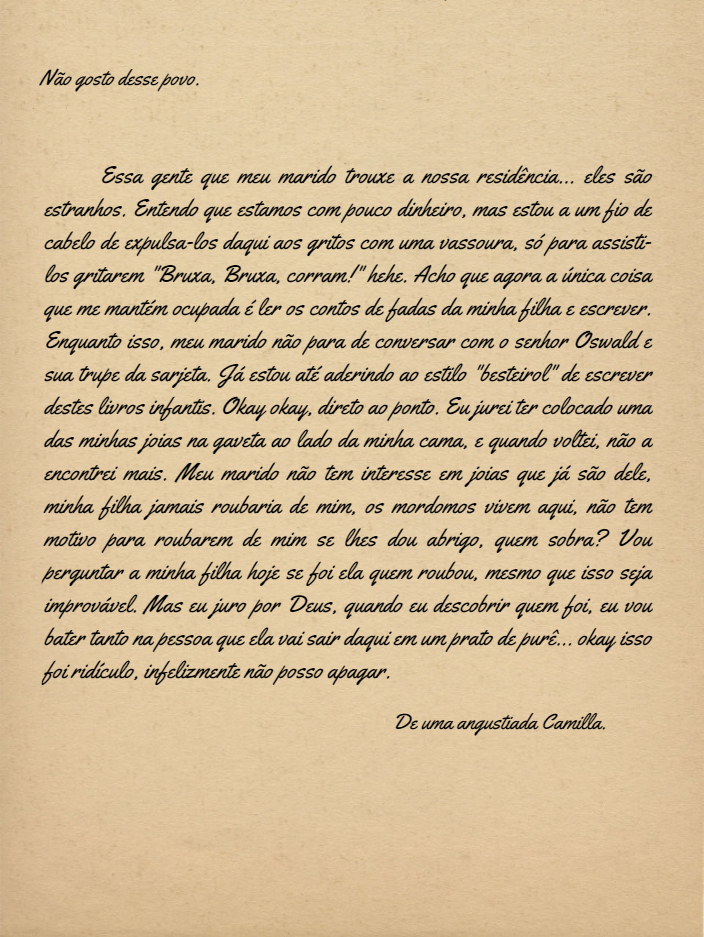 Não gosto desse povo.
Essa gente que meu marido trouxe a nossa residência... eles são
estranhos. Entendo que estamos com pouco dinheiro, mas estou a um fio de
cabelo de expulsa-los daqui aos gritos com uma vassoura, só para assisti-
los gritarem "Bruxa, Bruxa, corram!" hehe. Acho que agora a única coisa
que me mantém ocupada é ler os contos de fadas da minha filha e escrever.
Enquanto isso, meu marido não para de conversar com o senhor Oswald e
sua trupe da sarjeta. Já estou até aderindo ao estilo "besteirol" de escrever
destes livros infantis. Okay okay, direto ao ponto. Eu jurei ter colocado uma
das minhas joias na gaveta ao lado da minha cama, e quando voltei, não a
encontrei mais. Meu marido não tem interesse em joias que já são dele,
minha filha jamais roubaria de mim, os mordomos vivem aqui, não tem
motivo para roubarem de mim se lhes dou abrigo, quem sobra? Vou
perguntar a minha filha hoje se foi ela quem roubou, mesmo que isso seja
improvável. Mas eu juro por Deus, quando eu descobrir quem foi, eu vou
bater tanto na pessoa que ela vai sair daqui em um prato de purê... okay isso
foi ridículo, infelizmente não posso apagar.
De uma angustiada Camilla.